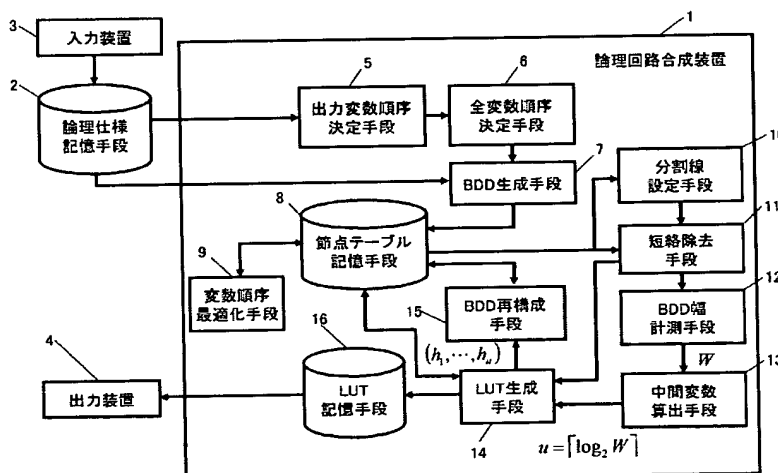 1
3
入力装置
論理回路合成装置
2
論理仕様
記憶手段
5
出力変数順序
決定手段
6
全変数順序
決定手段
7
BDD生成手段
10
分割線
設定手段
8
節点テーブル
記憶手段
11
短絡除去
手段
9
変数順序
最適化手段
15
BDD再構成
手段
12
BDD幅
計測手段
16
(h₁,⋯,hᵤ)
W
4
出力装置
LUT
記憶手段
LUT生成
手段
14
13
中間変数
算出手段
u=⌈log₂W⌉